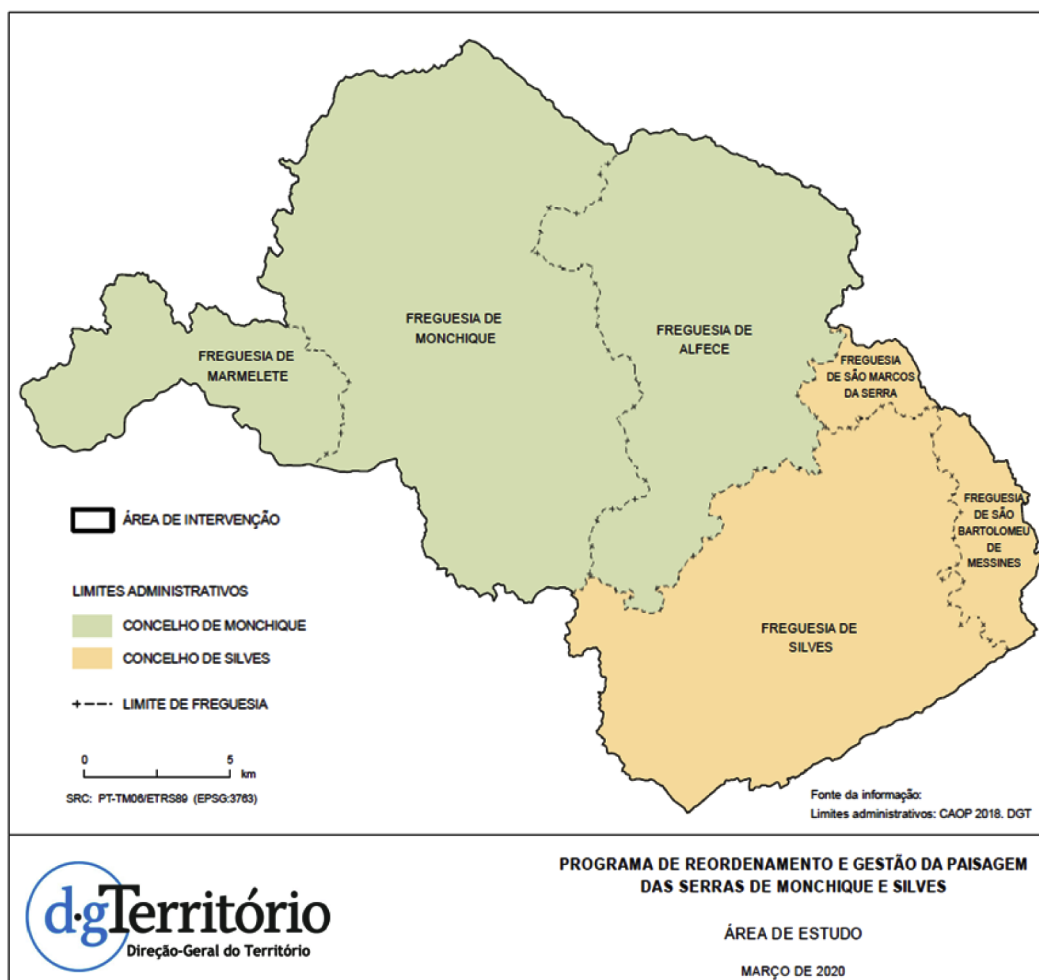 FREGUESIA DE
MONCHIQUE
FREGUESIA DE
ALFECE
FREGUESIA DE
MARMELETE
FREGUESIA
DE SÃO MARCOS
DA SERRA
FREGUESIA
DE SÃO
BARTOLOMEU
DE
MESSINES
FREGUESIA DE
SILVES
ÁREA DE INTERVENÇÃO
LIMITES ADMINISTRATIVOS
CONCELHO DE MONCHIQUE
CONCELHO DE SILVES
LIMITE DE FREGUESIA
0 5
km
SRC: PT-TM06/ETRS89 (EPSG:3763)
Fonte da informação:
Limites administrativos: CAOP 2018. DGT
d·gTerritório
Direção-Geral do Território
PROGRAMA DE REORDENAMENTO E GESTÃO DA PAISAGEM
DAS SERRAS DE MONCHIQUE E SILVES
ÁREA DE ESTUDO
MARÇO DE 2020